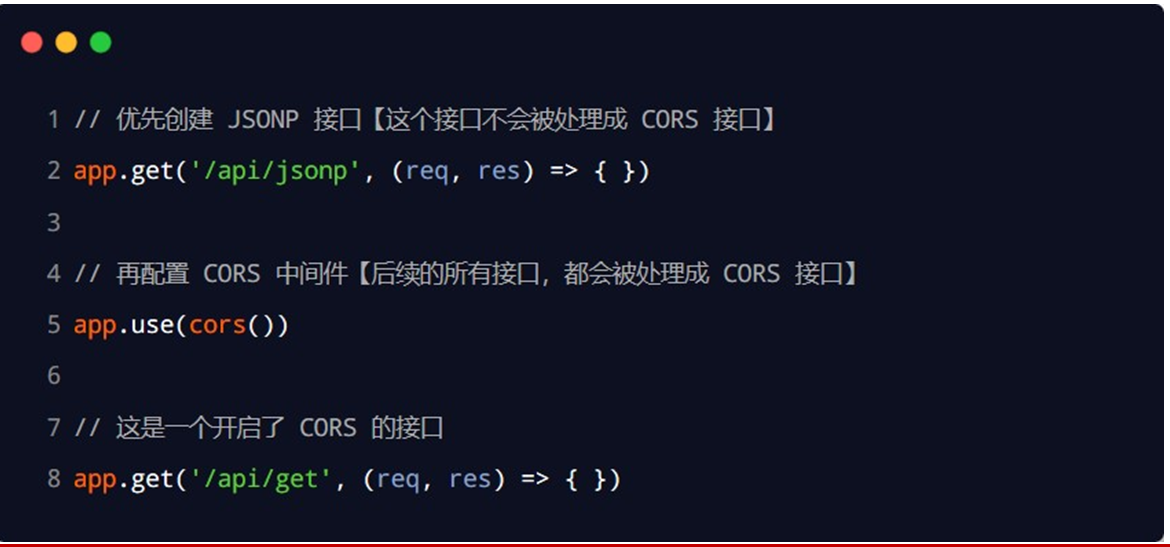 1 // 优先创建 JSONP 接口【这个接口不会被处理成 CORS 接口】
2 app.get('/api/jsonp', (req, res) => { })
3
4 // 再配置 CORS 中间件【后续的所有接口，都会被处理成 CORS 接口】
5 app.use(cors())
6
7 // 这是一个开启了 CORS 的接口
8 app.get('/api/get', (req, res) => { })